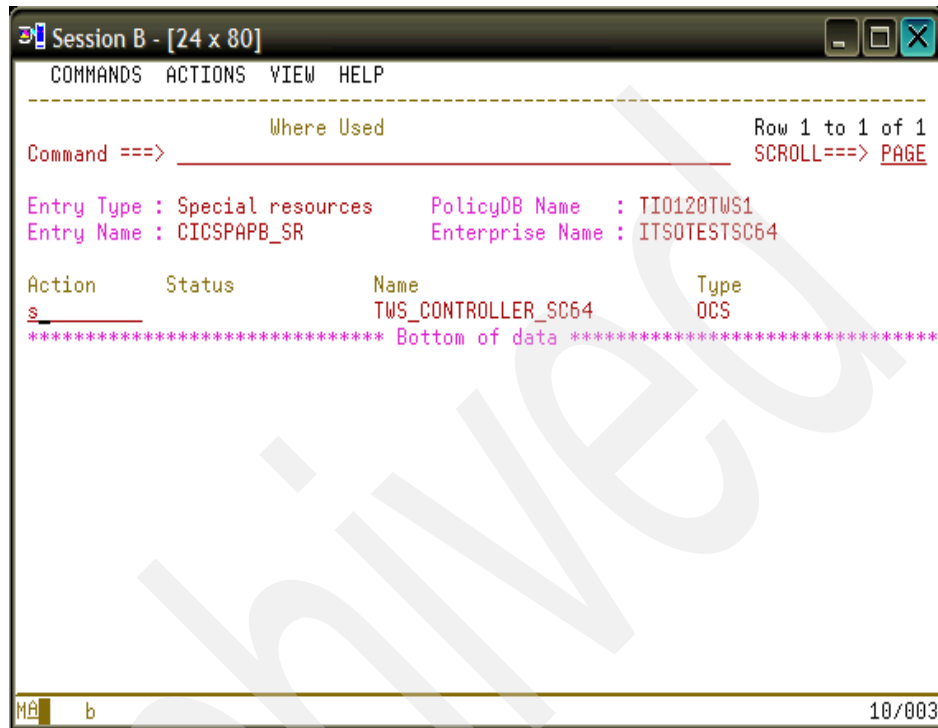 Session B - [24 x 80]
COMMANDS ACTIONS VIEW HELP
--------------------------------------------------------------------------
Where Used Row 1 to 1 of 1
Command ===> SCROLL===> PAGE
Entry Type : Special resources PolicyDB Name : TIO120TWS1
Entry Name : CICSPAPB_SR Enterprise Name : ITSOTESTSC64
Action Status Name Type
s_ TWS_CONTROLLER_SC64 OCS
******************************* Bottom of data *******************************
MA b 10/003